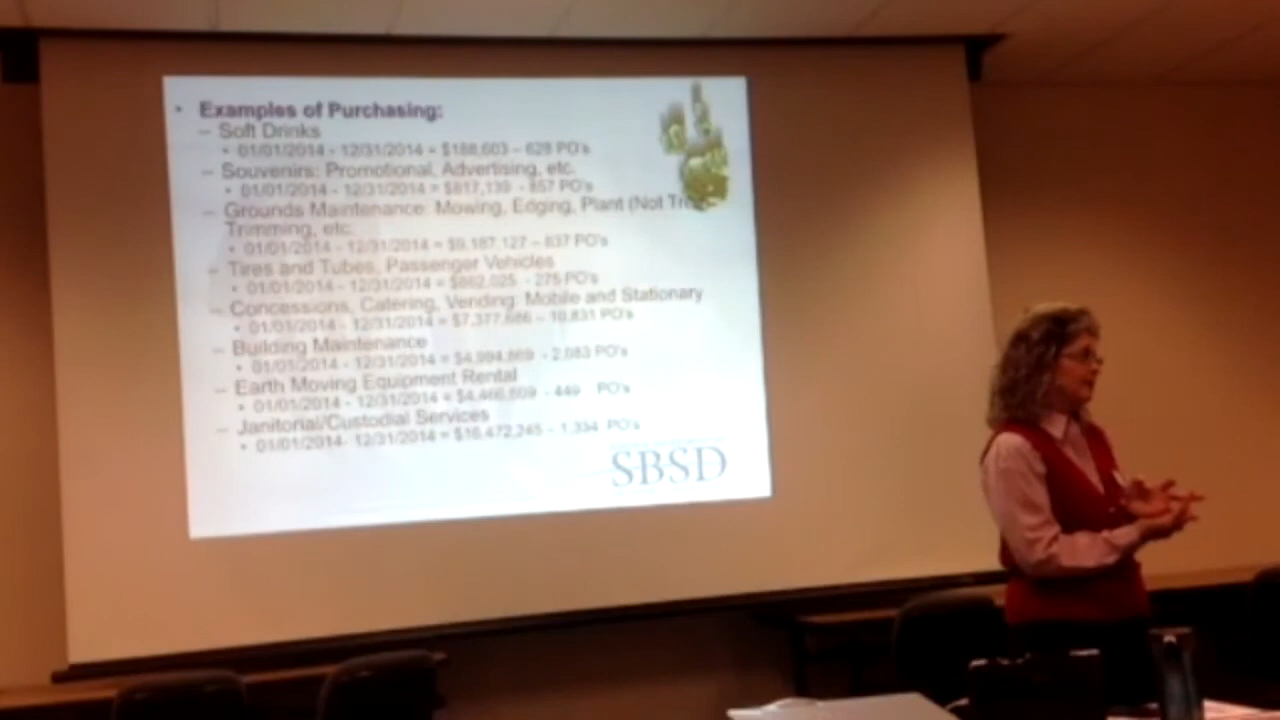 • Examples of Purchasing:
– Soft Drinks
• 01/01/2014 - 12/31/2014 = $188,603 – 628 PO's
– Souvenirs: Promotional, Advertising, etc.
• 01/01/2014 - 12/31/2014 = $817,139 - 857 PO's
– Grounds Maintenance: Mowing, Edging, Plant (Not
Trimming, etc.
• 01/01/2014 - 12/31/2014 = $9,187,127 – 837 PO's
– Tires and Tubes, Passenger Vehicles
• 01/01/2014 - 12/31/2014 = - 275 PO's
– Concessions, Catering, Vending: Mobile and Stationary
• 01/01/2014 - 12/31/2014 = $7,377,686 – 10,831 PO's
– Building Maintenance
• 01/01/2014 - 12/31/2014 = $4,994,869 - 2,083 PO's
– Earth Moving Equipment Rental
• 01/01/2014 - 12/31/2014 = - 449 PO's
– Janitorial/Custodial Services
• 01/01/2014- 12/31/2014 = $16,472,245 – 1,334 PO's
SBSD